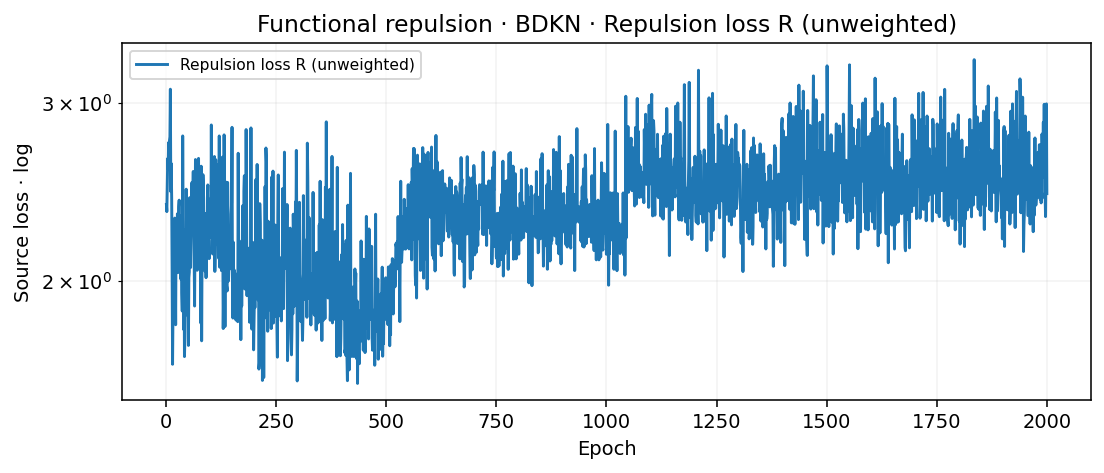 Functional repulsion · BDKN · Repulsion loss R (unweighted)
Repulsion loss R (unweighted)
Source loss · log
3 × 10⁰
2 × 10⁰
0 250 500 750 1000 1250 1500 1750 2000
Epoch